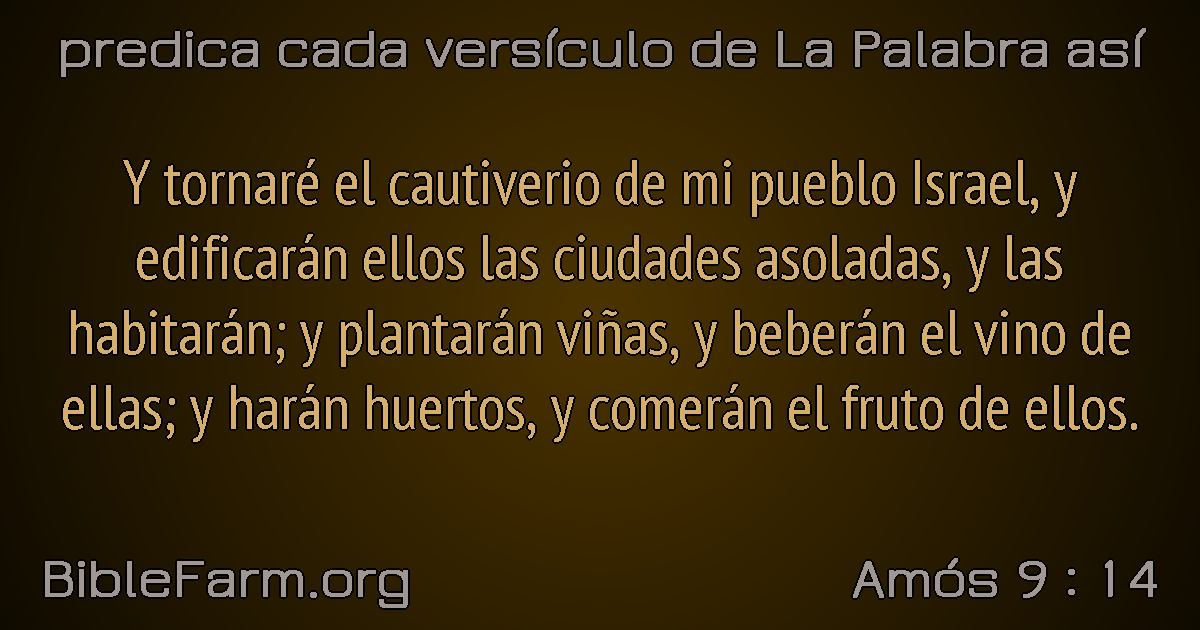 predica cada versículo de La Palabra así
Y tornaré el cautiverio de mi pueblo Israel, y
edificarán ellos las ciudades asoladas, y las
habitarán; y plantarán viñas, y beberán el vino de
ellas; y harán huertos, y comerán el fruto de ellos.
BibleFarm.org
Amós 9 : 14